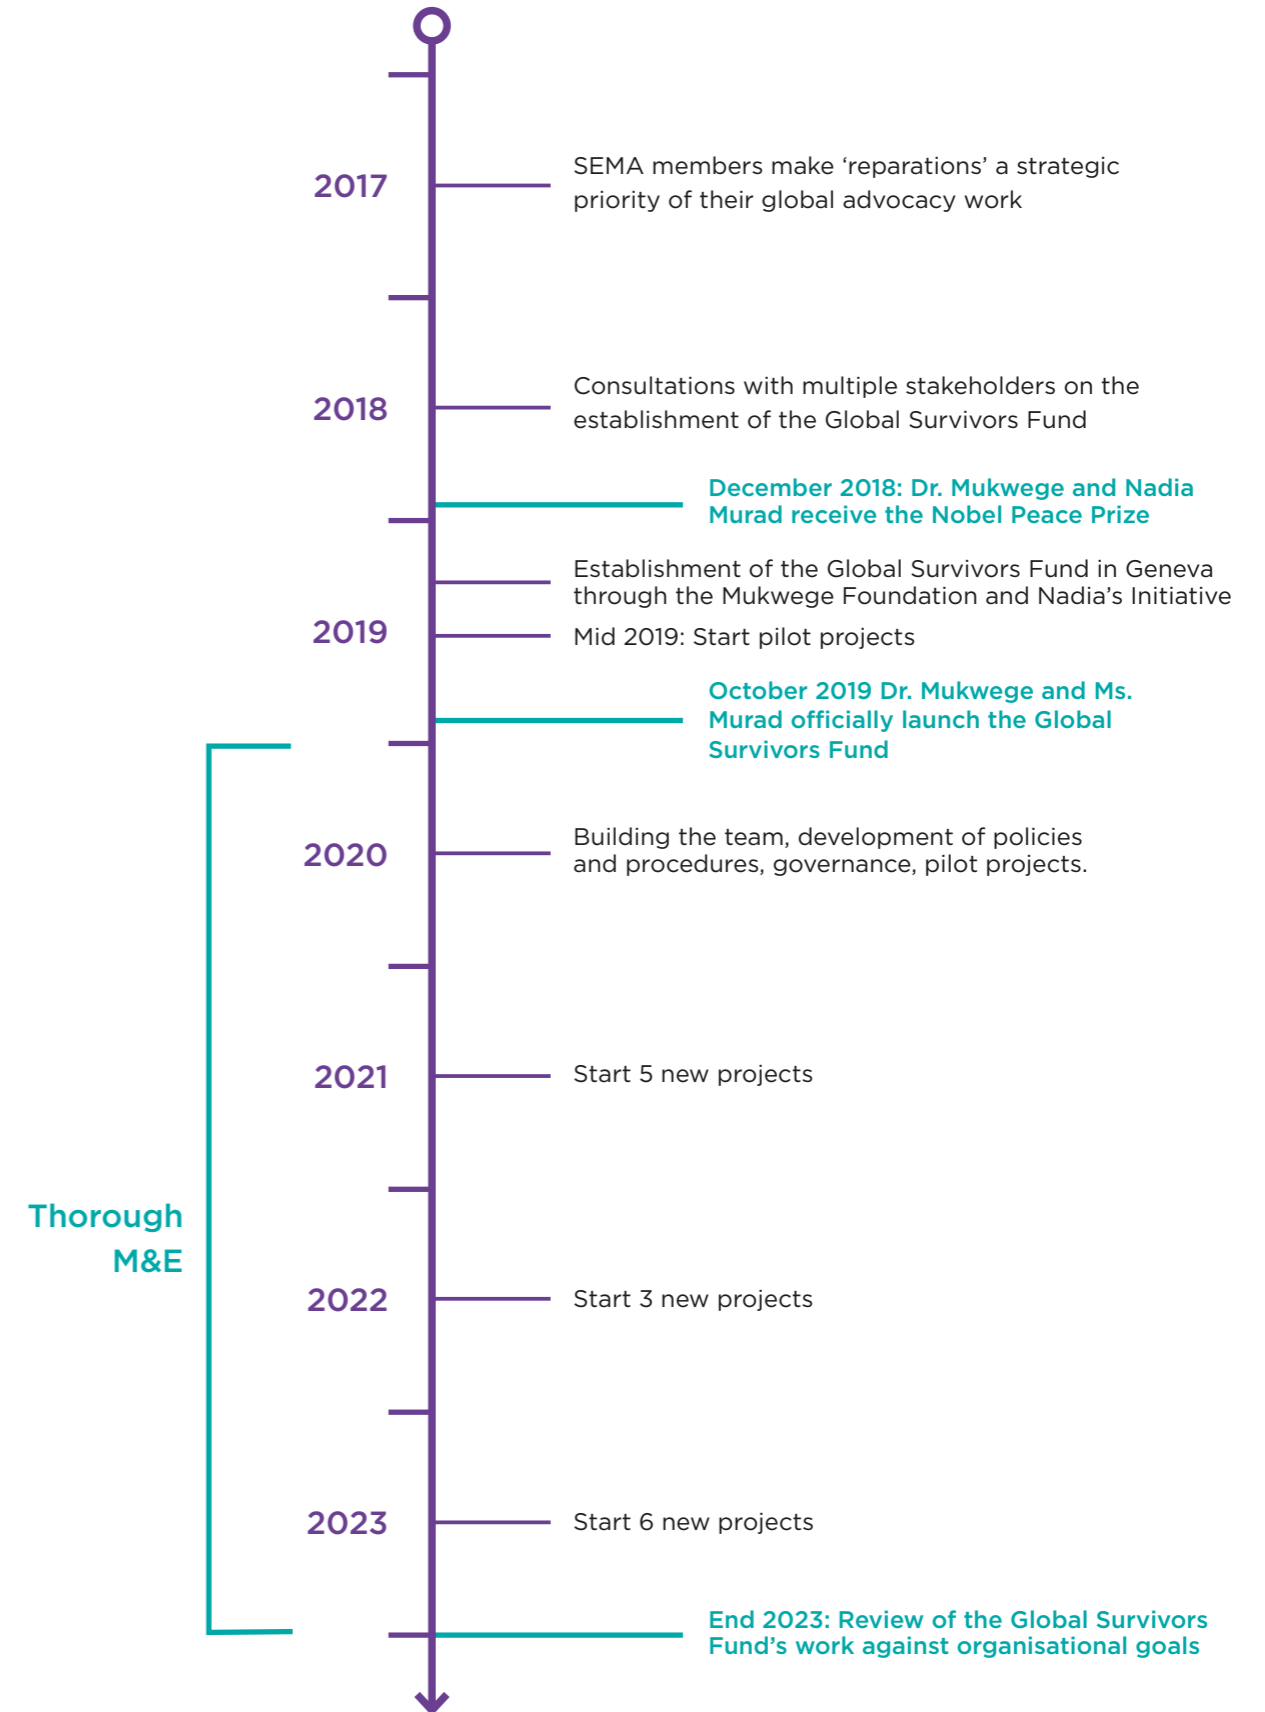 2017
SEMA members make ‘reparations’ a strategic
priority of their global advocacy work
2018
Consultations with multiple stakeholders on the
establishment of the Global Survivors Fund
December 2018: Dr. Mukwege and Nadia
Murad receive the Nobel Peace Prize
Establishment of the Global Survivors Fund in Geneva
through the Mukwege Foundation and Nadia’s Initiative
2019
Mid 2019: Start pilot projects
October 2019 Dr. Mukwege and Ms.
Murad officially launch the Global
Survivors Fund
2020
Building the team, development of policies
and procedures, governance, pilot projects.
2021
Start 5 new projects
Thorough
M&E
2022
Start 3 new projects
2023
Start 6 new projects
End 2023: Review of the Global Survivors
Fund’s work against organisational goals